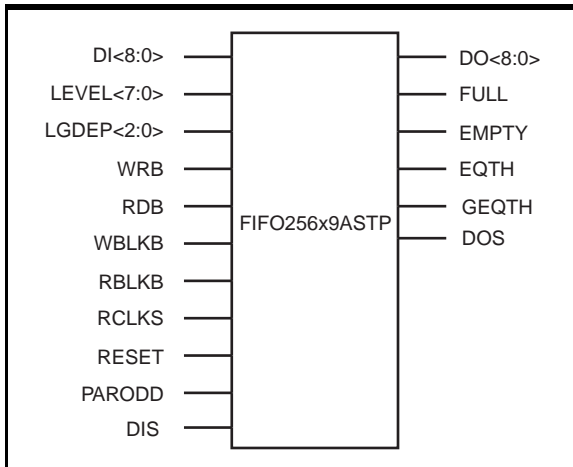 DI<8:0>
LEVEL<7:0>
LGDEP<2:0>
WRB
RDB
WBLKB
RBLKB
RCLKS
RESET
PARODD
DIS
FIFO256x9ASTP
DO<8:0>
FULL
EMPTY
EQTH
GEQTH
DOS